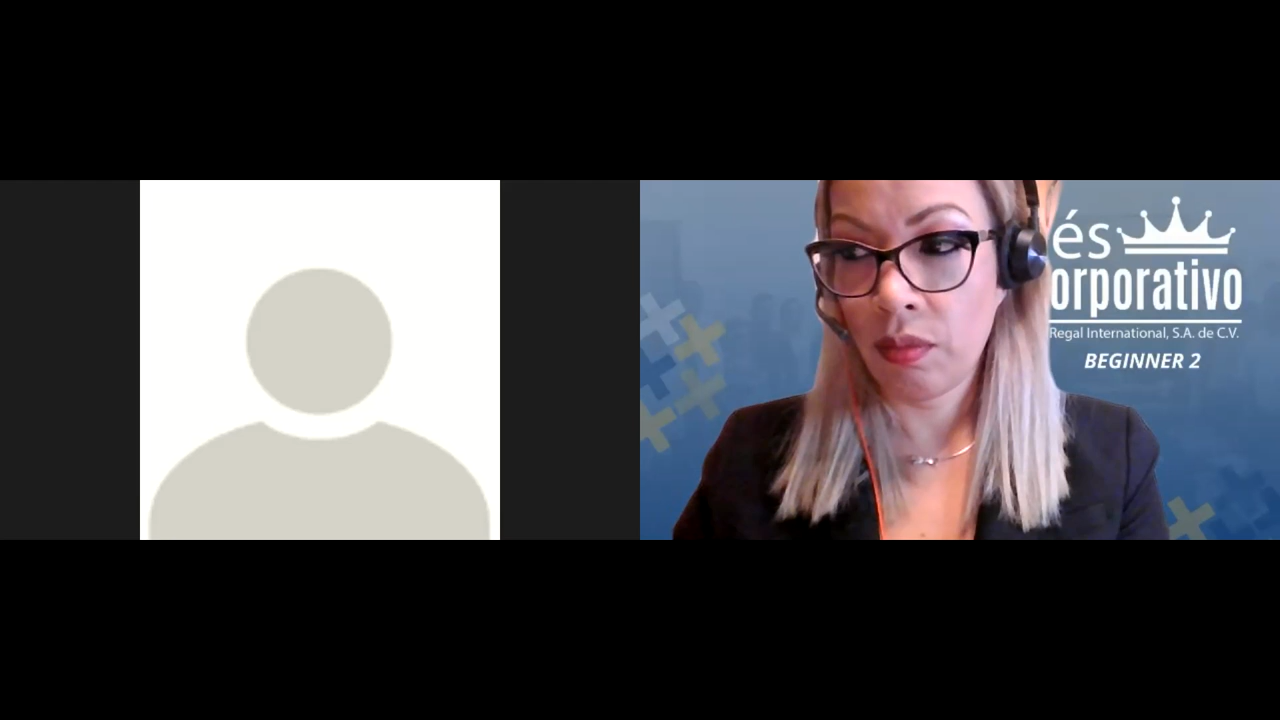 és
orporativo
Regal International, S.A. de C.V.
BEGINNER 2